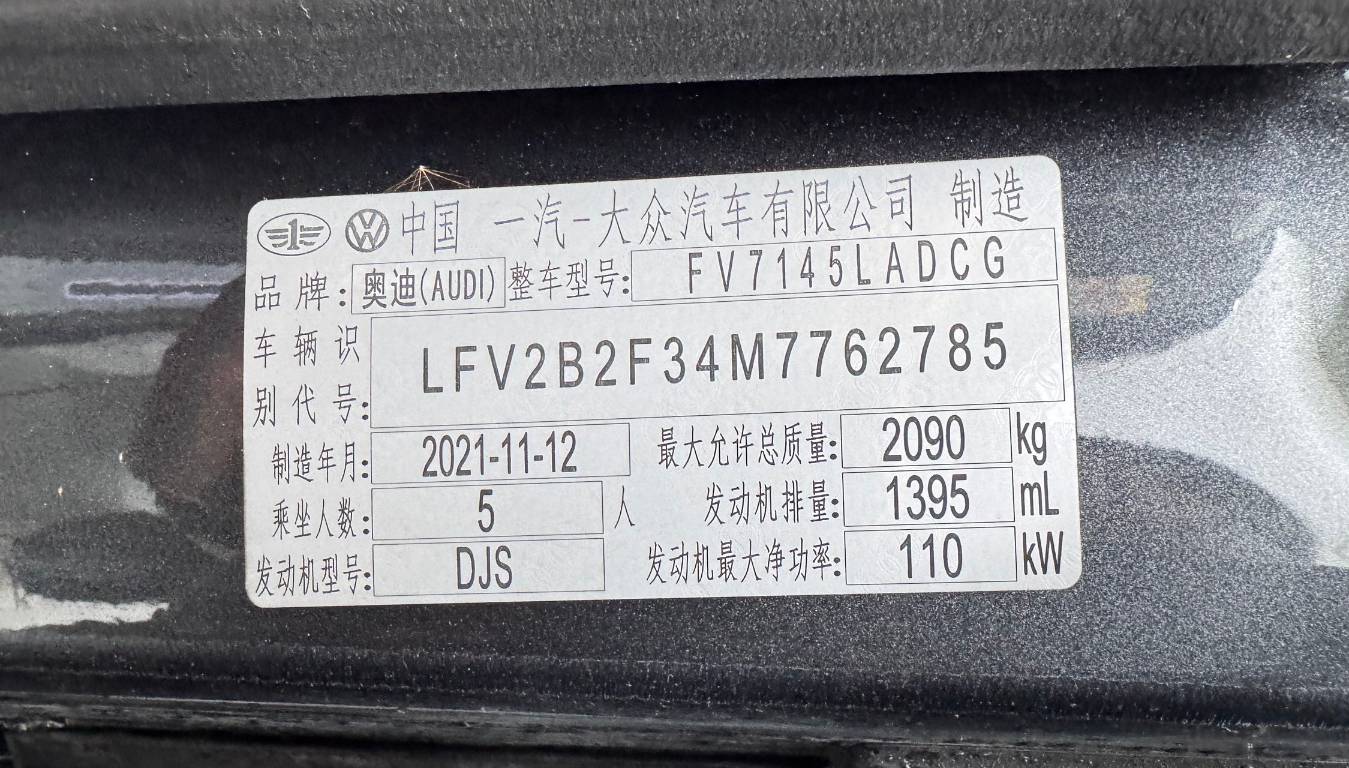 中国 一汽-大众汽车有限公司 制造
品牌: 奥迪(AUDI) 整车型号: FV7145LADCG
车辆识别代号: LFV2B2F34M7762785
制造年月: 2021-11-12 最大允许总质量: 2090 kg
乘坐人数: 5 人 发动机排量: 1395 mL
发动机型号: DJS 发动机最大净功率: 110 kW